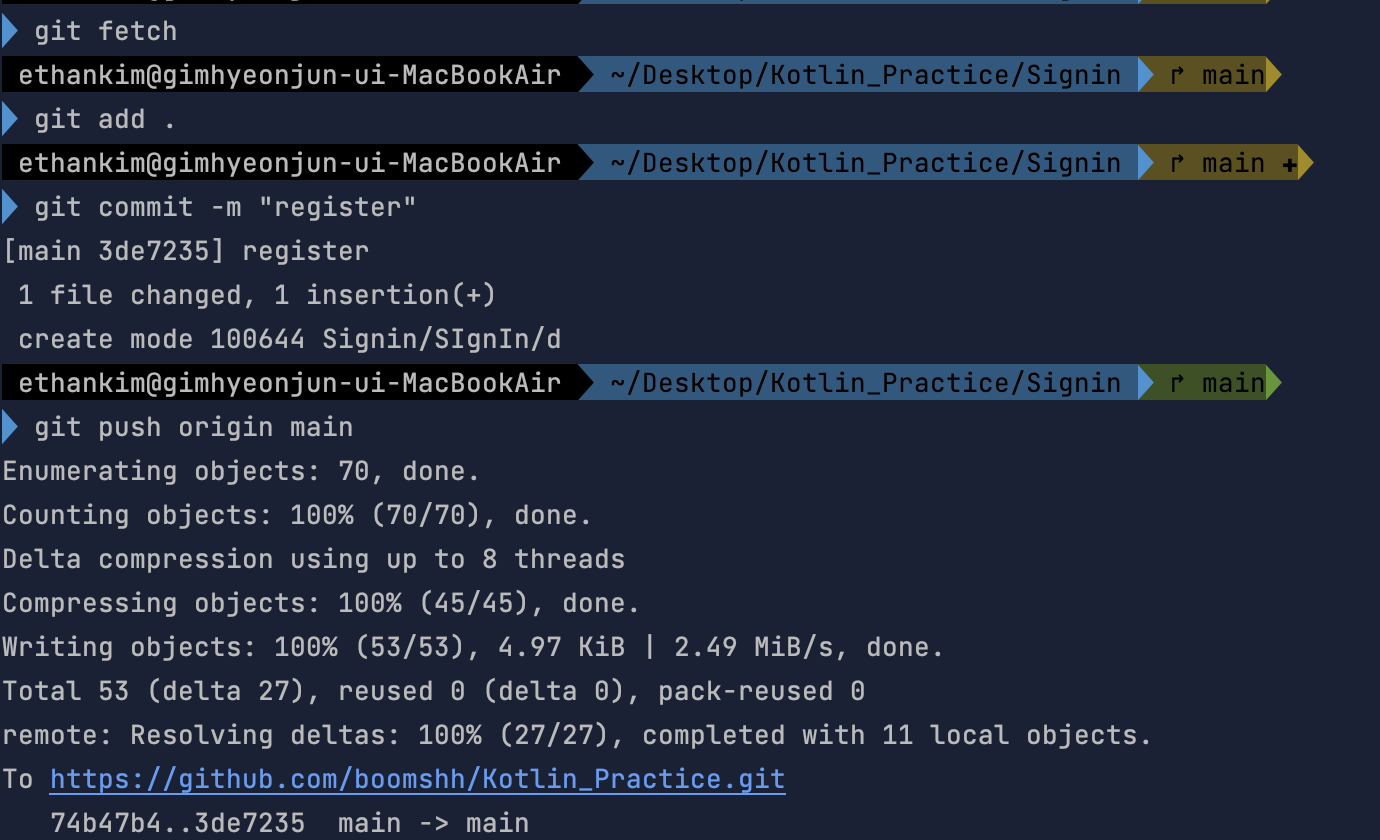 git fetch
ethankim@gimhyeonjun-ui-MacBookAir ~/Desktop/Kotlin_Practice/Signin ↱ main
git add .
ethankim@gimhyeonjun-ui-MacBookAir ~/Desktop/Kotlin_Practice/Signin ↱ main +
git commit -m "register"
[main 3de7235] register
1 file changed, 1 insertion(+)
create mode 100644 Signin/SIgnIn/d
ethankim@gimhyeonjun-ui-MacBookAir ~/Desktop/Kotlin_Practice/Signin ↱ main
git push origin main
Enumerating objects: 70, done.
Counting objects: 100% (70/70), done.
Delta compression using up to 8 threads
Compressing objects: 100% (45/45), done.
Writing objects: 100% (53/53), 4.97 KiB | 2.49 MiB/s, done.
Total 53 (delta 27), reused 0 (delta 0), pack-reused 0
remote: Resolving deltas: 100% (27/27), completed with 11 local objects.
To https://github.com/boomshh/Kotlin_Practice.git
74b47b4..3de7235 main -> main